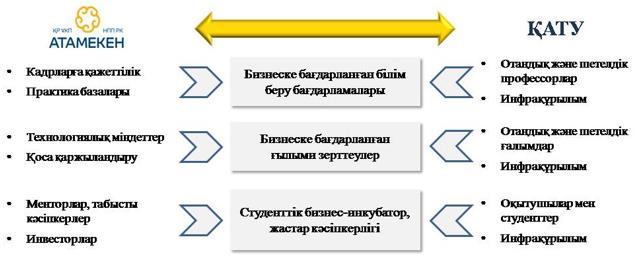 ҚР ҰКП НПП РК
АТАМЕКЕН
ҚАТУ
• Кадрларға қажеттілік
• Практика базалары
Бизнеске бағдарланған білім
беру бағдарламалары
• Отандық және шетелдік
профессорлар
• Инфрақұрылым
• Технологиялық міндеттер
• Қоса қаржыландыру
Бизнеске бағдарланған
ғылыми зерттеулер
• Отандық және шетелдік
ғалымдар
• Инфрақұрылым
• Менторлар, табысты
кәсіпкерлер
• Инвесторлар
Студенттік бизнес-инкубатор,
жастар кәсіпкерлігі
• Оқытушылар мен
студенттер
• Инфрақұрылым